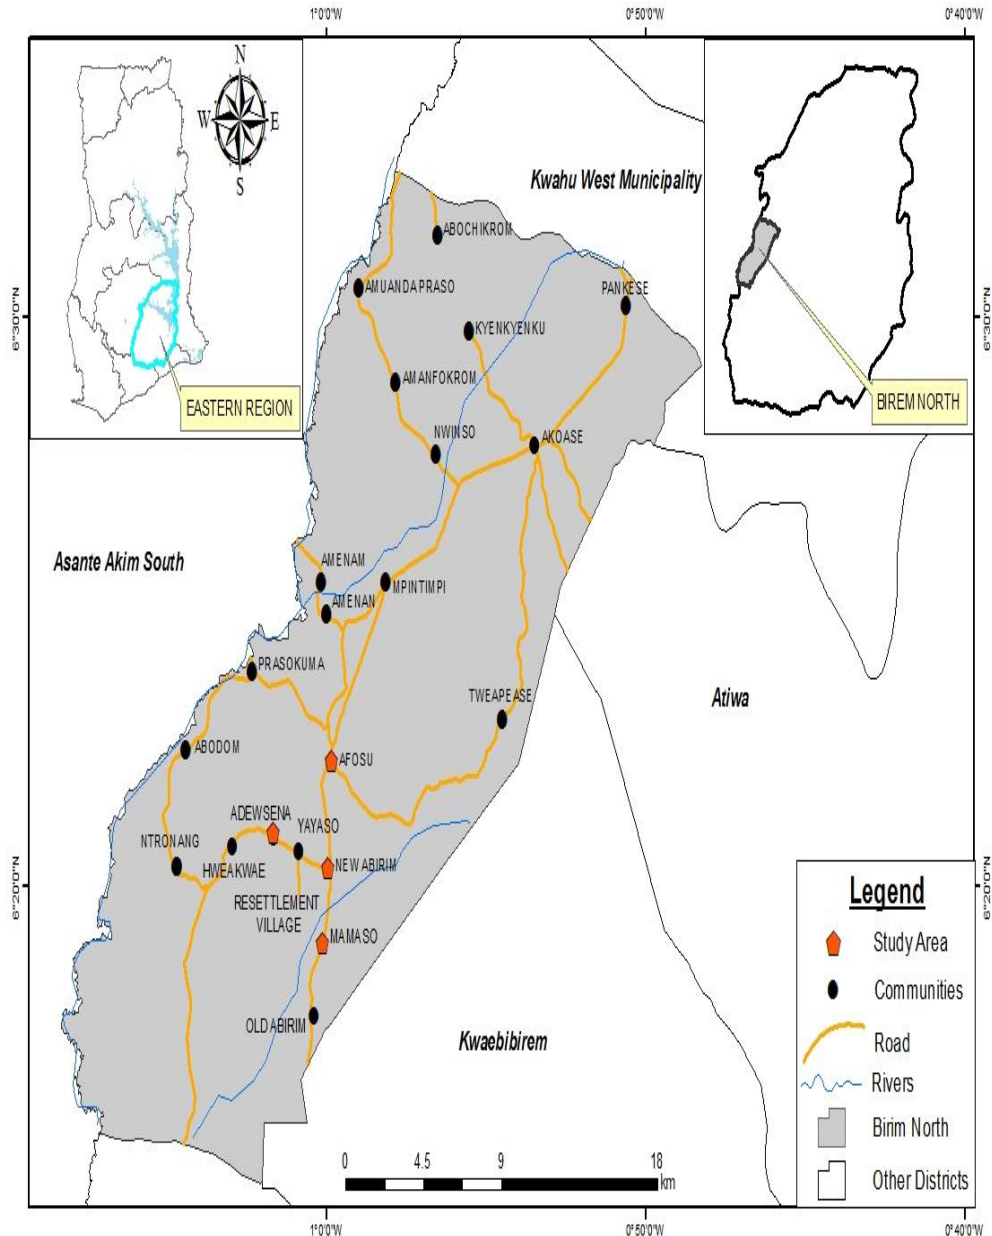 1°0'0"W 0°50'0"W 0°40'0"W
N
W E
S
EASTERN REGION
Kwahu West Municipality
BIREM NORTH
ABOCHIKROM
AMUANDA PRASO
PANKESE
6°30'0"N
6°30'0"N
KYENKYENKU
AMANFOKROM
NWINSO
AKOASE
Asante Akim South
AMENAM
MPINTIMPI
AMENAN
PRASOKUMA
TWEAPEASE
Atiwa
ABODOM
AFOSU
ADEWSENA
YAYASO
NTRONANG
HWEAKWAE
NEW ABIRIM
6°20'0"N
6°20'0"N
RESETTLEMENT
VILLAGE
MAMASO
OLD ABIRIM
Kwaebibirem
Legend
Study Area
Communities
Road
Rivers
Birim North
Other Districts
0 4.5 9 18
km
1°0'0"W 0°50'0"W 0°40'0"W